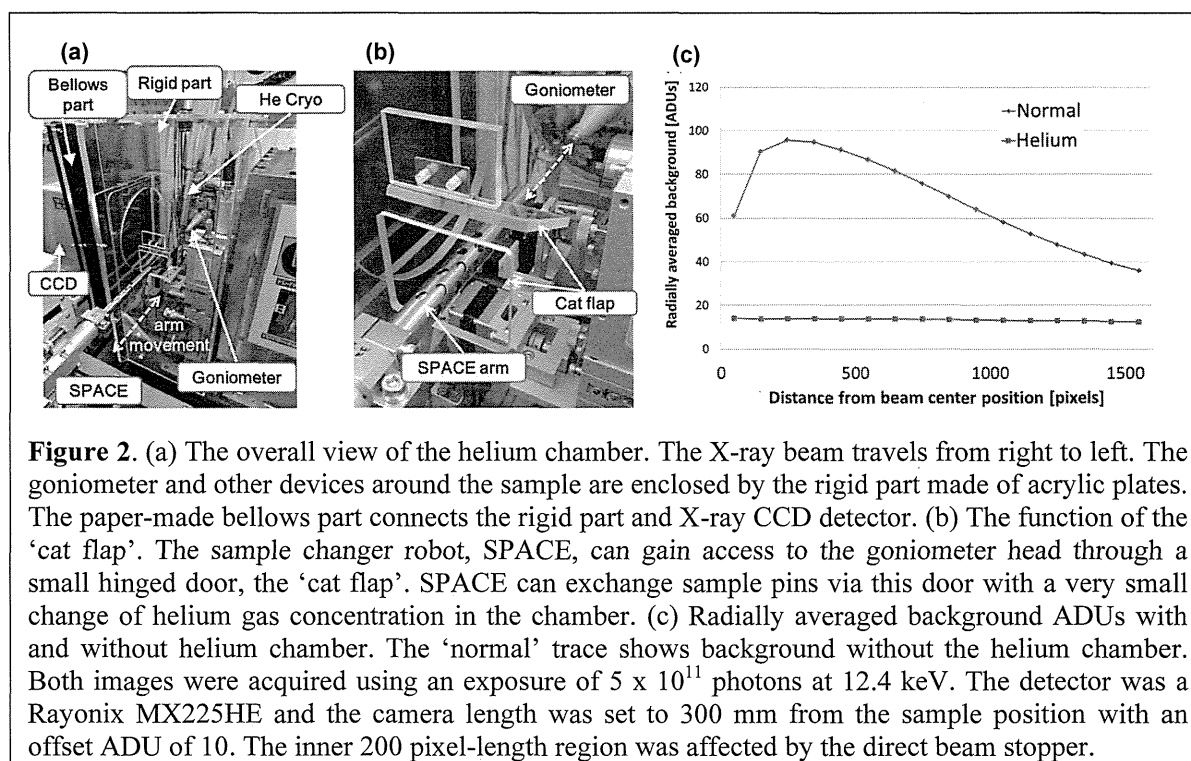 (a)
Bellows part
Rigid part
He Cryo
CCD
arm movement
SPACE
Goniometer
(b)
Goniometer
Cat flap
SPACE arm
(c)
Radially averaged background [ADUs]
120
100
80
60
40
20
0
Normal
Helium
0
500
1000
1500
Distance from beam center position [pixels]
Figure 2. (a) The overall view of the helium chamber. The X-ray beam travels from right to left. The
goniometer and other devices around the sample are enclosed by the rigid part made of acrylic plates.
The paper-made bellows part connects the rigid part and X-ray CCD detector. (b) The function of the
‘cat flap’. The sample changer robot, SPACE, can gain access to the goniometer head through a
small hinged door, the ‘cat flap’. SPACE can exchange sample pins via this door with a very small
change of helium gas concentration in the chamber. (c) Radially averaged background ADUs with
and without helium chamber. The ‘normal’ trace shows background without the helium chamber.
Both images were acquired using an exposure of 5 x 10¹¹ photons at 12.4 keV. The detector was a
Rayonix MX225HE and the camera length was set to 300 mm from the sample position with an
offset ADU of 10. The inner 200 pixel-length region was affected by the direct beam stopper.